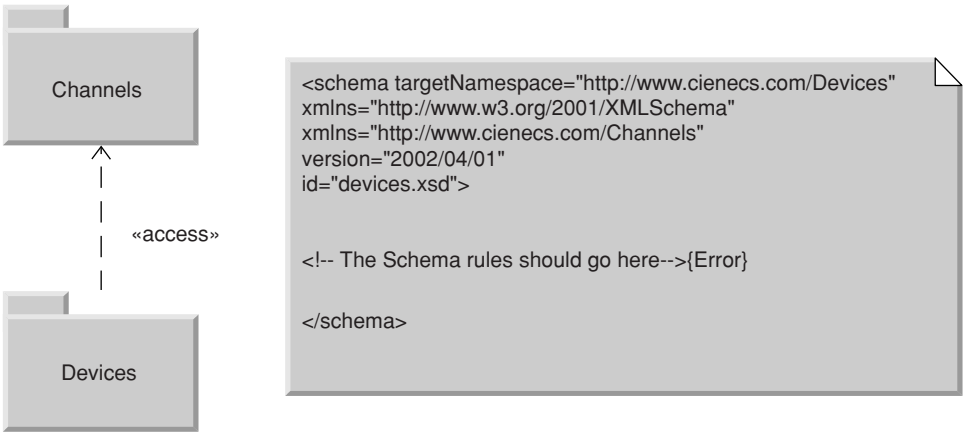 Channels
«access»
Devices
<schema targetNamespace="http://www.cienecs.com/Devices"
xmlns="http://www.w3.org/2001/XMLSchema"
xmlns="http://www.cienecs.com/Channels"
version="2002/04/01"
id="devices.xsd">
<!-- The Schema rules should go here-->{Error}
</schema>